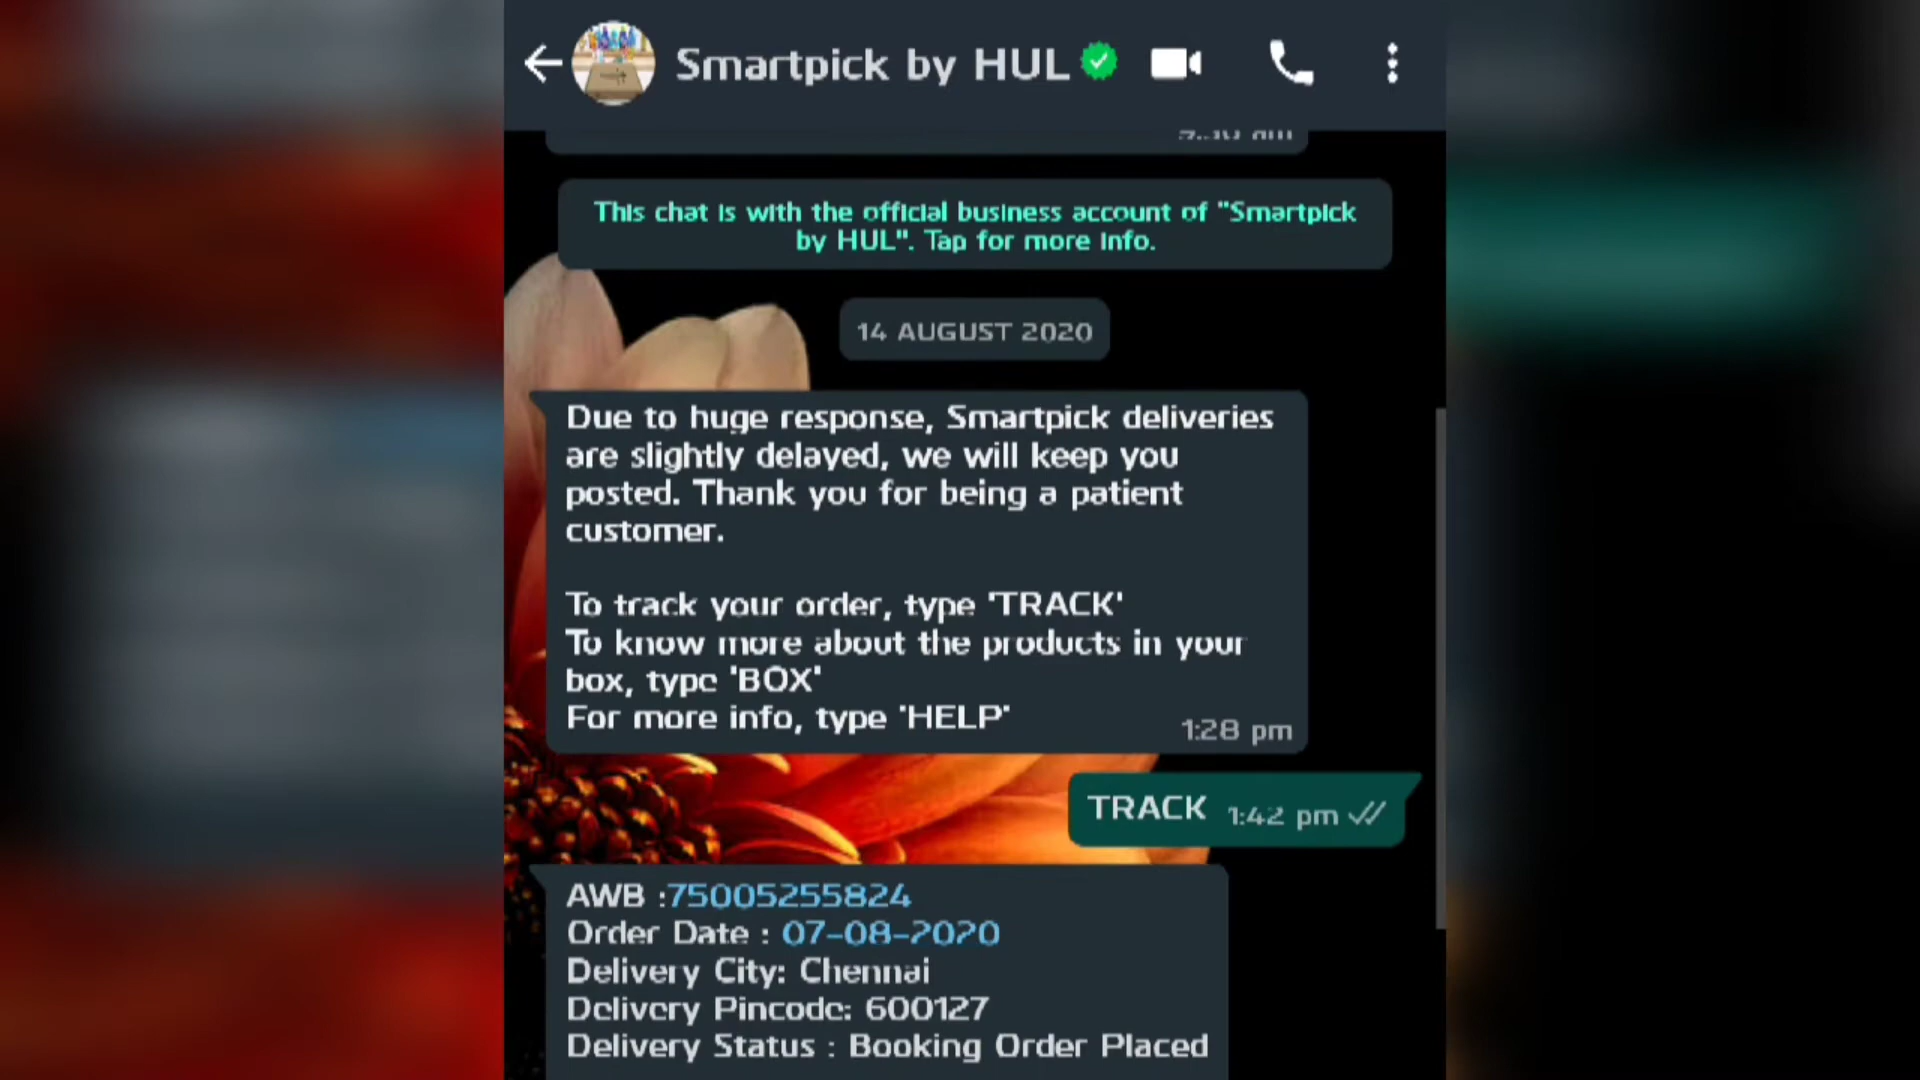 Smartpick by HUL
This chat is with the official business account of "Smartpick
by HUL". Tap for more info.
14 AUGUST 2020
Due to huge response, Smartpick deliveries
are slightly delayed, we will keep you
posted. Thank you for being a patient
customer.
To track your order, type 'TRACK'
To know more about the products in your
box, type 'BOX'
For more info, type 'HELP'
1:28 pm
TRACK 1:42 pm
AWB :75005255824
Order Date : 07-08-2020
Delivery City: Chennai
Delivery Pincode: 600127
Delivery Status : Booking Order Placed